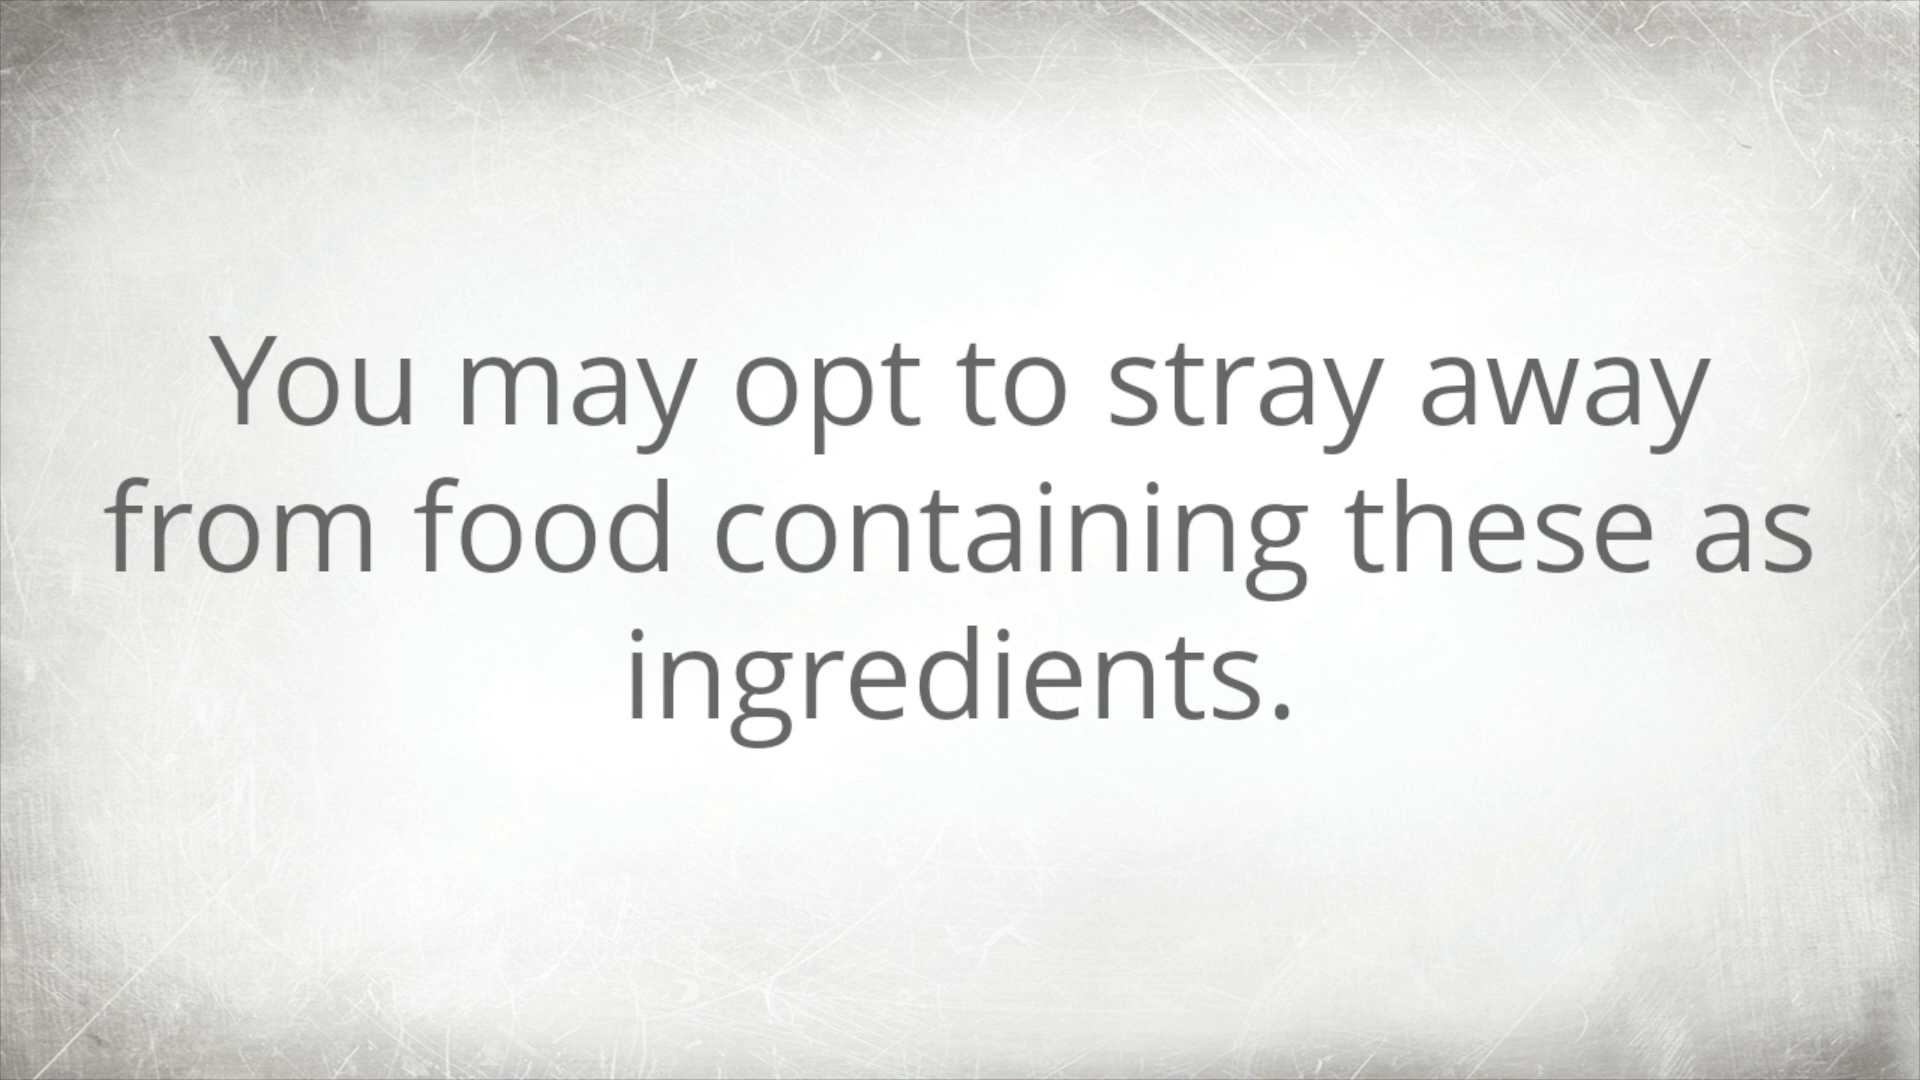 You may opt to stray away
from food containing these as
ingredients.